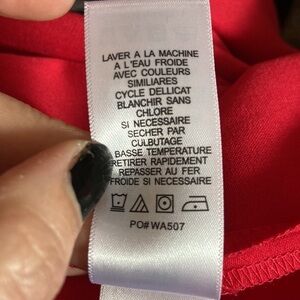 LAVER A LA MACHINE
A L'EAU FROIDE
AVEC COULEURS
SIMILIARES
CYCLE DELLICAT
BLANCHIR SANS
CHLORE
SI NECESSAIRE
SECHER PAR
CULBUTAGE
BASSE TEMPERATURE
RETIRER RAPIDEMENT
REPASSER AU FER
FROIDE SI NECESSAIRE
PO# WA507